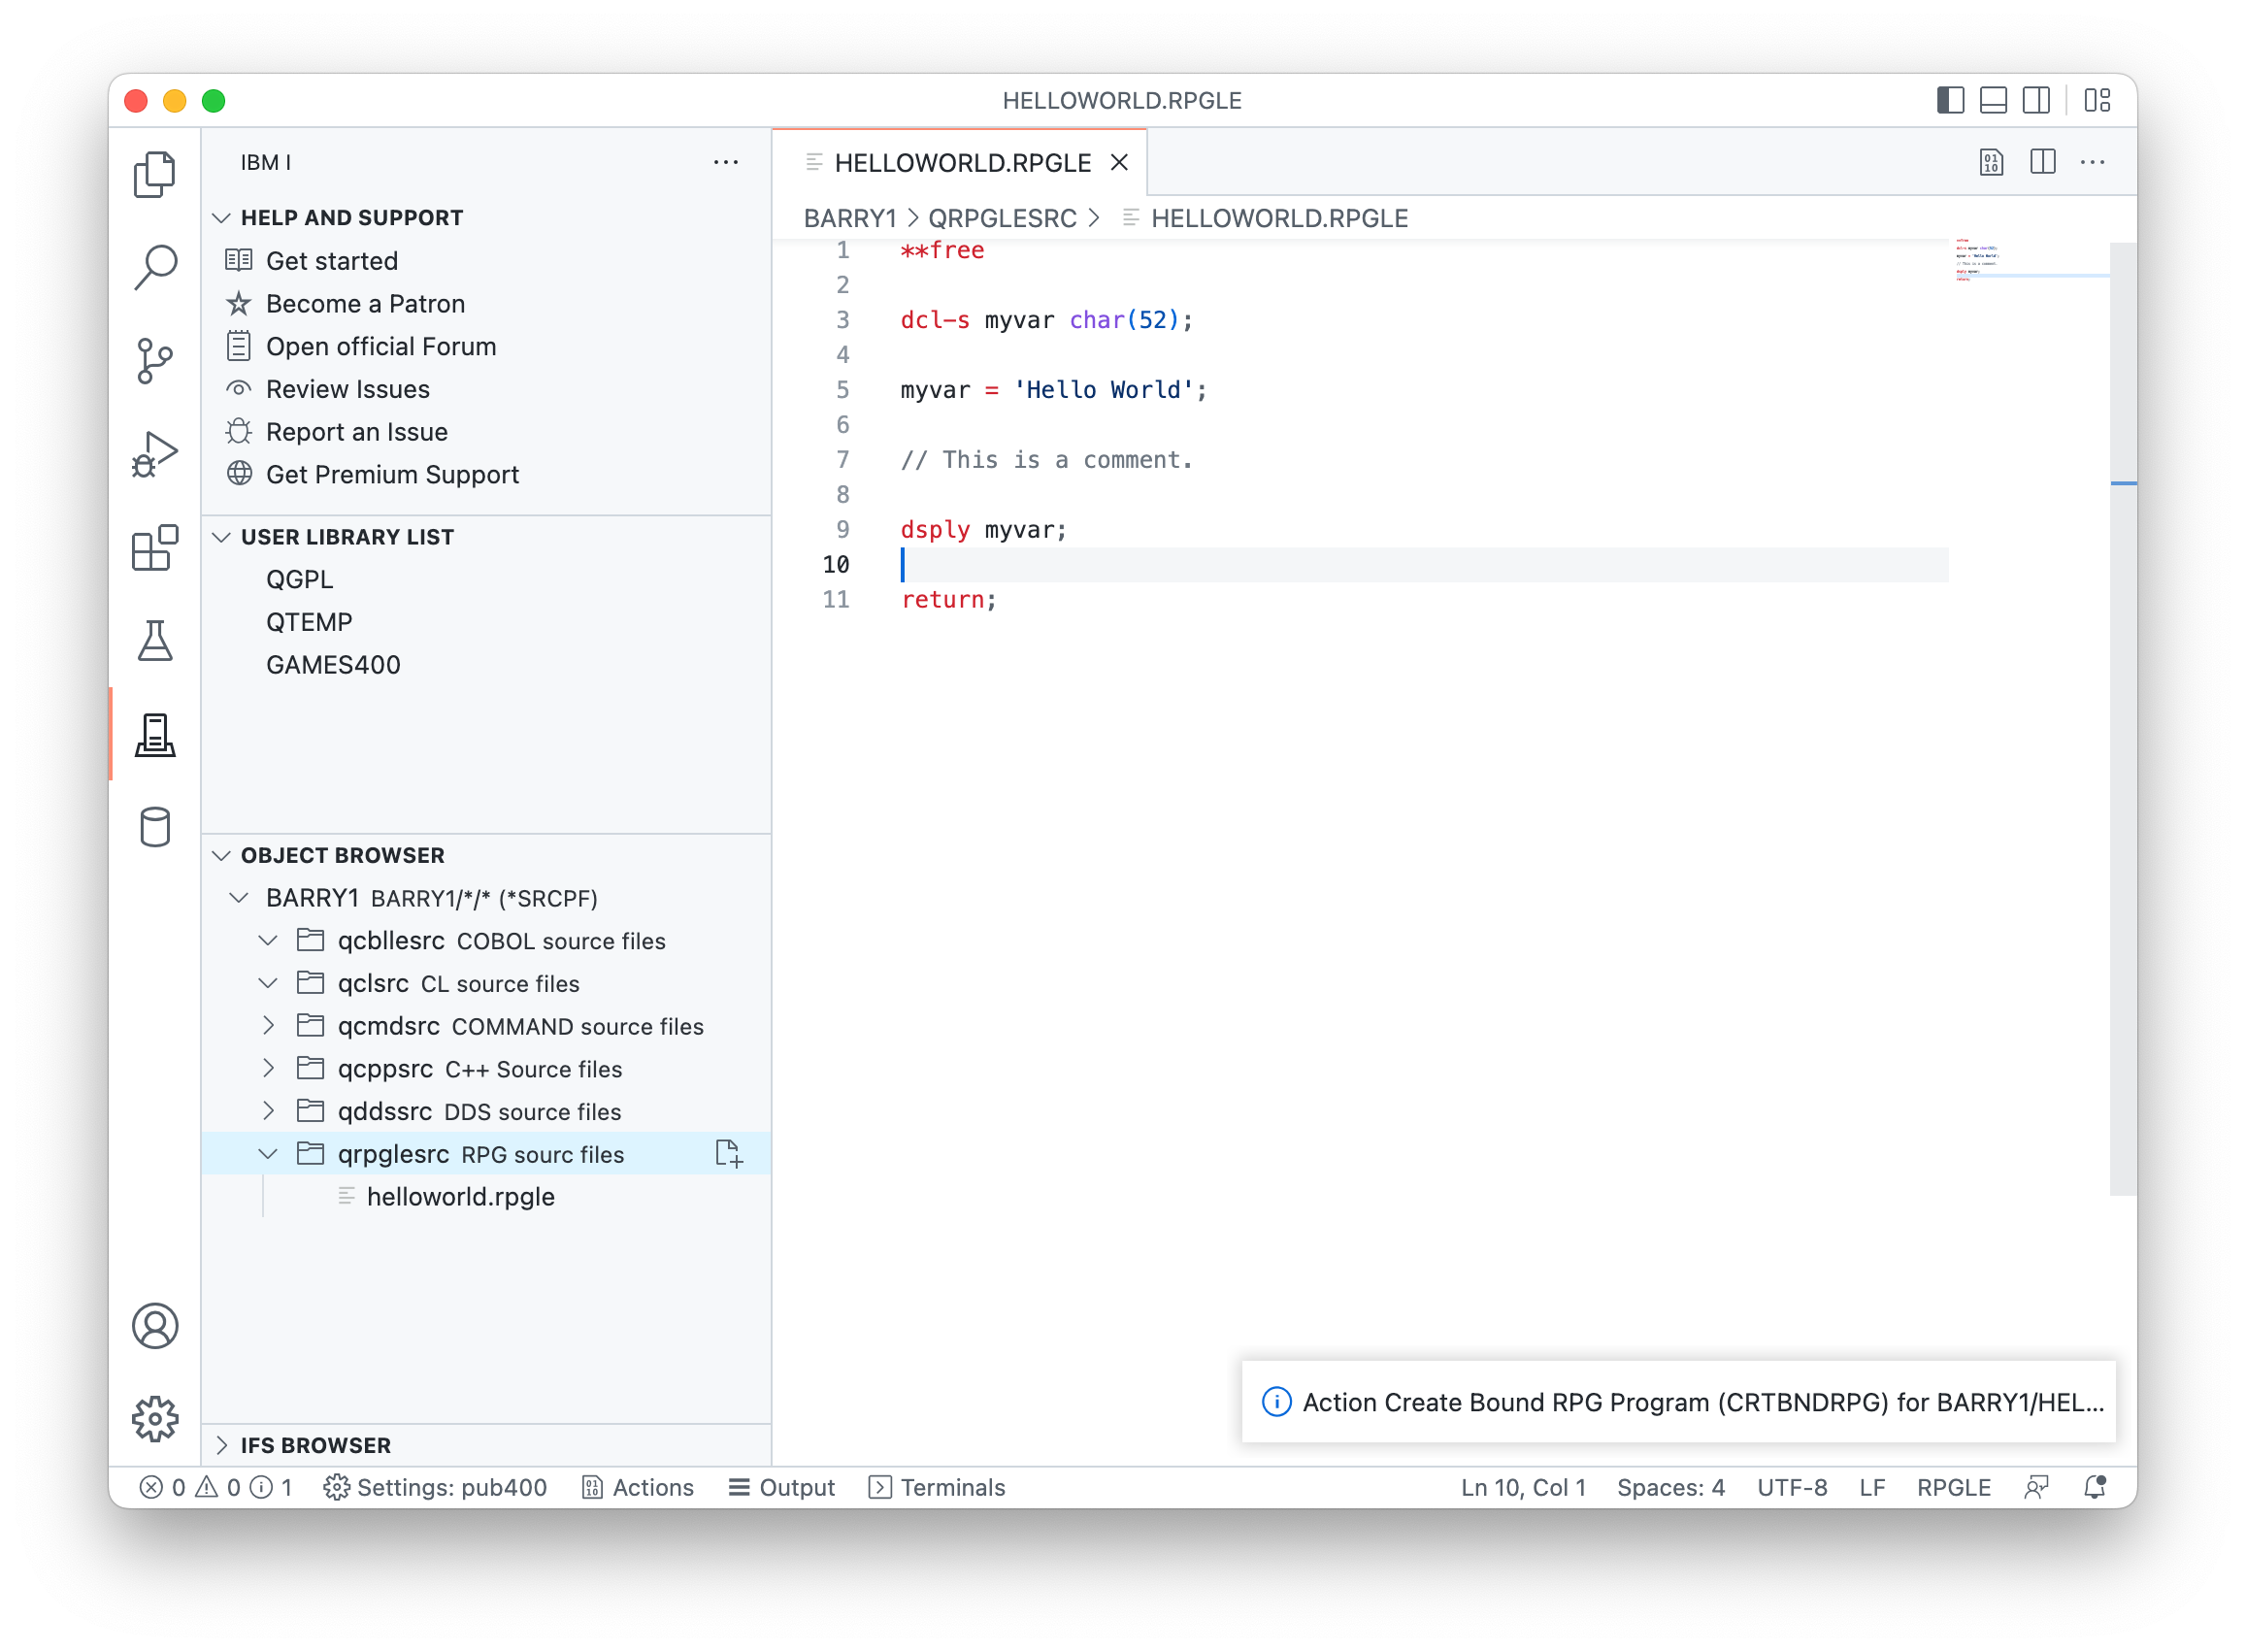 HELLOWORLD.RPGLE
IBM I
HELP AND SUPPORT
Get started
Become a Patron
Open official Forum
Review Issues
Report an Issue
Get Premium Support
USER LIBRARY LIST
QGPL
QTEMP
GAMES400
OBJECT BROWSER
BARRY1 BARRY1/*/* (*SRCPF)
qcbllesrc COBOL source files
qclsrc CL source files
qcmdsrc COMMAND source files
qcppsrc C++ Source files
qddssrc DDS source files
qrpglesrc RPG sourc files
helloworld.rpgle
IFS BROWSER
HELLOWORLD.RPGLE
BARRY1 > QRPGLESRC > HELLOWORLD.RPGLE
1 **free
2
3 dcl-s myvar char(52);
4
5 myvar = 'Hello World';
6
7 // This is a comment.
8
9 dsply myvar;
10
11 return;
Action Create Bound RPG Program (CRTBNDRPG) for BARRY1/HEL...
0 0 1 Settings: pub400 Actions Output Terminals Ln 10, Col 1 Spaces: 4 UTF-8 LF RPGLE